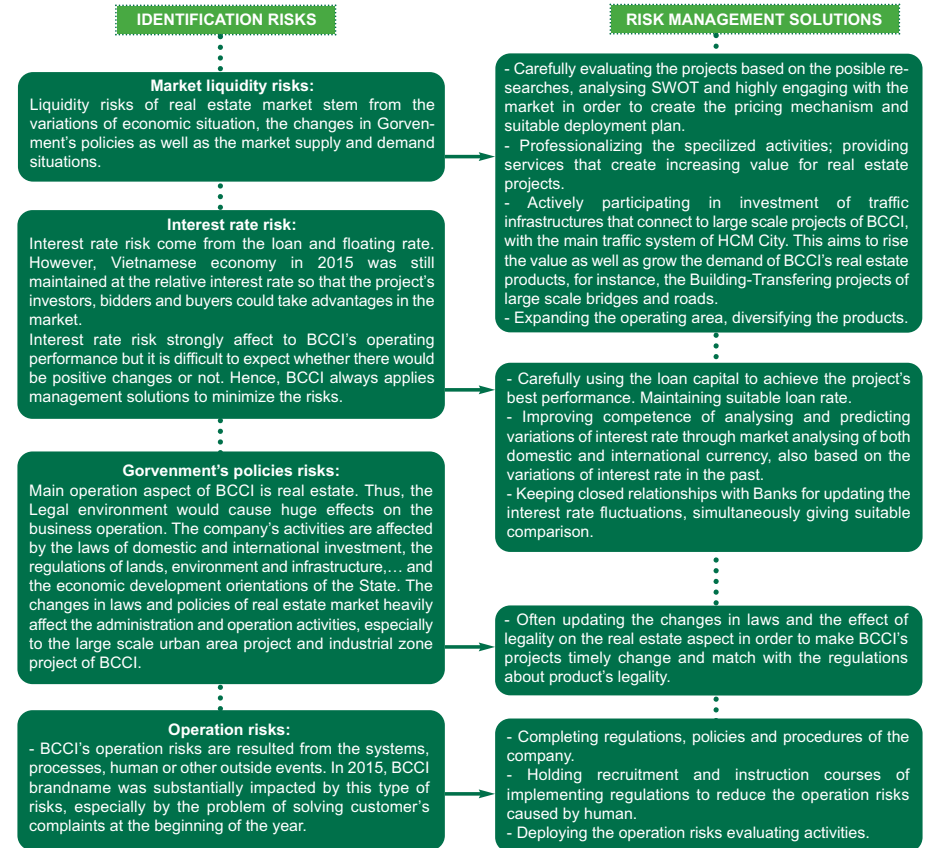 IDENTIFICATION RISKS
Market liquidity risks:
Liquidity risks of real estate market stem from the
variations of economic situation, the changes in Gorven-
ment's policies as well as the market supply and demand
situations.
Interest rate risk:
Interest rate risk come from the loan and floating rate.
However, Vietnamese economy in 2015 was still
maintained at the relative interest rate so that the project's
investors, bidders and buyers could take advantages in the
market.
Interest rate risk strongly affect to BCCI's operating
performance but it is difficult to expect whether there would
be positive changes or not. Hence, BCCI always applies
management solutions to minimize the risks.
Gorvenment's policies risks:
Main operation aspect of BCCI is real estate. Thus, the
Legal environment would cause huge effects on the
business operation. The company's activities are affected
by the laws of domestic and international investment, the
regulations of lands, environment and infrastructure,… and
the economic development orientations of the State. The
changes in laws and policies of real estate market heavily
affect the administration and operation activities, especially
to the large scale urban area project and industrial zone
project of BCCI.
Operation risks:
- BCCI's operation risks are resulted from the systems,
processes, human or other outside events. In 2015, BCCI
brandname was substantially impacted by this type of
risks, especially by the problem of solving customer's
complaints at the beginning of the year.
RISK MANAGEMENT SOLUTIONS
- Carefully evaluating the projects based on the posible re-
searches, analysing SWOT and highly engaging with the
market in order to create the pricing mechanism and
suitable deployment plan.
- Professionalizing the specilized activities; providing
services that create increasing value for real estate
projects.
- Actively participating in investment of traffic
infrastructures that connect to large scale projects of BCCI,
with the main traffic system of HCM City. This aims to rise
the value as well as grow the demand of BCCI's real estate
products, for instance, the Building-Transfering projects of
large scale bridges and roads.
- Expanding the operating area, diversifying the products.
- Carefully using the loan capital to achieve the project's
best performance. Maintaining suitable loan rate.
- Improving competence of analysing and predicting
variations of interest rate through market analysing of both
domestic and international currency, also based on the
variations of interest rate in the past.
- Keeping closed relationships with Banks for updating the
interest rate fluctuations, simultaneously giving suitable
comparison.
- Often updating the changes in laws and the effect of
legality on the real estate aspect in order to make BCCI's
projects timely change and match with the regulations
about product's legality.
- Completing regulations, policies and procedures of the
company.
- Holding recruitment and instruction courses of
implementing regulations to reduce the operation risks
caused by human.
- Deploying the operation risks evaluating activities.